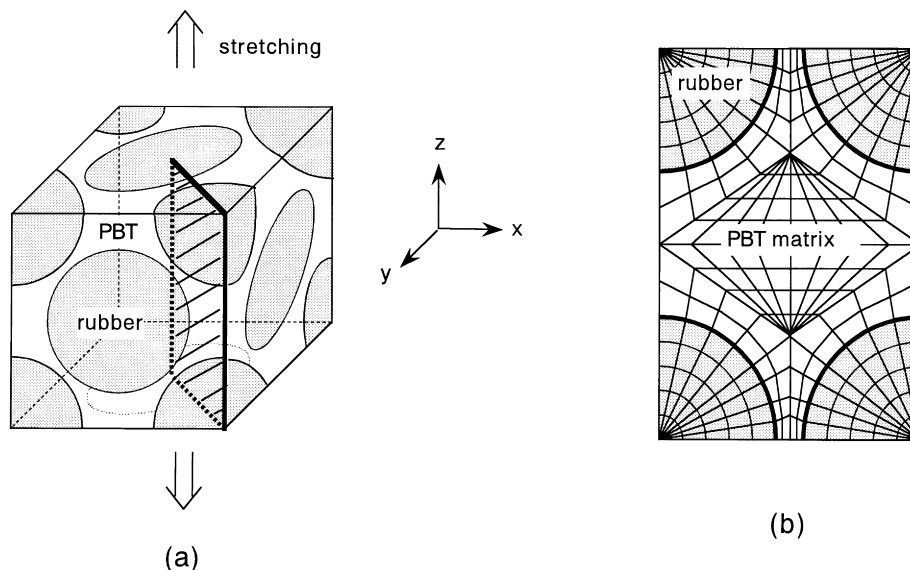 stretching
PBT
rubber
z
x
y
(a)
rubber
PBT matrix
(b)